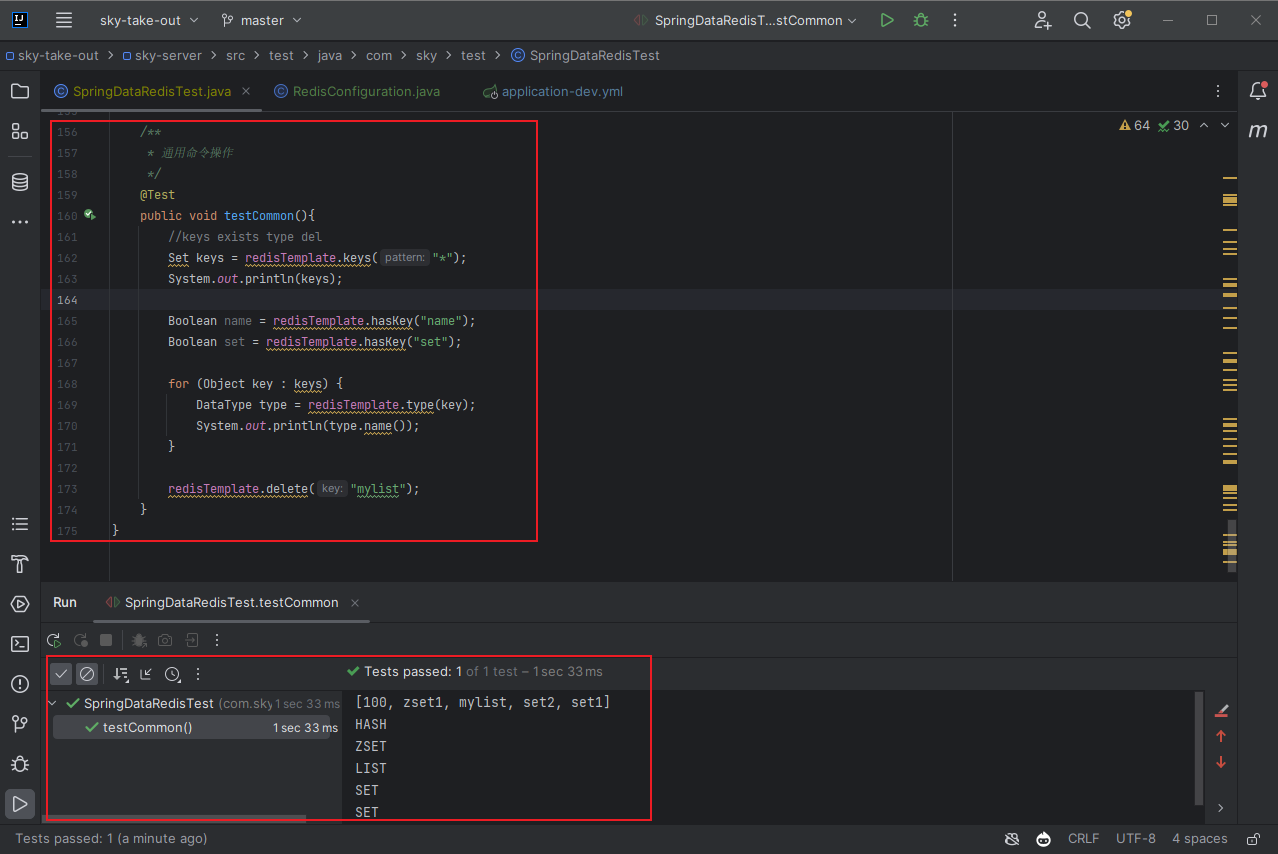 sky-take-out
master
SpringDataRedisT...stCommon
sky-take-out > sky-server > src > test > java > com > sky > test > SpringDataRedisTest
SpringDataRedisTest.java
RedisConfiguration.java
application-dev.yml
64 30
155
156 /**
157 * 通用命令操作
158 */
159 @Test
160 public void testCommon(){
161 //keys exists type del
162 Set keys = redisTemplate.keys( pattern: "*");
163 System.out.println(keys);
164
165 Boolean name = redisTemplate.hasKey("name");
166 Boolean set = redisTemplate.hasKey("set");
167
168 for (Object key : keys) {
169 DataType type = redisTemplate.type(key);
170 System.out.println(type.name());
171 }
172
173 redisTemplate.delete( key: "mylist");
174 }
175 }
m
Run
SpringDataRedisTest.testCommon
Tests passed: 1 of 1 test – 1 sec 33 ms
SpringDataRedisTest (com.sky 1 sec 33 ms
testCommon() 1 sec 33 ms
[100, zset1, mylist, set2, set1]
HASH
ZSET
LIST
SET
SET
Tests passed: 1 (a minute ago)
CRLF UTF-8 4 spaces